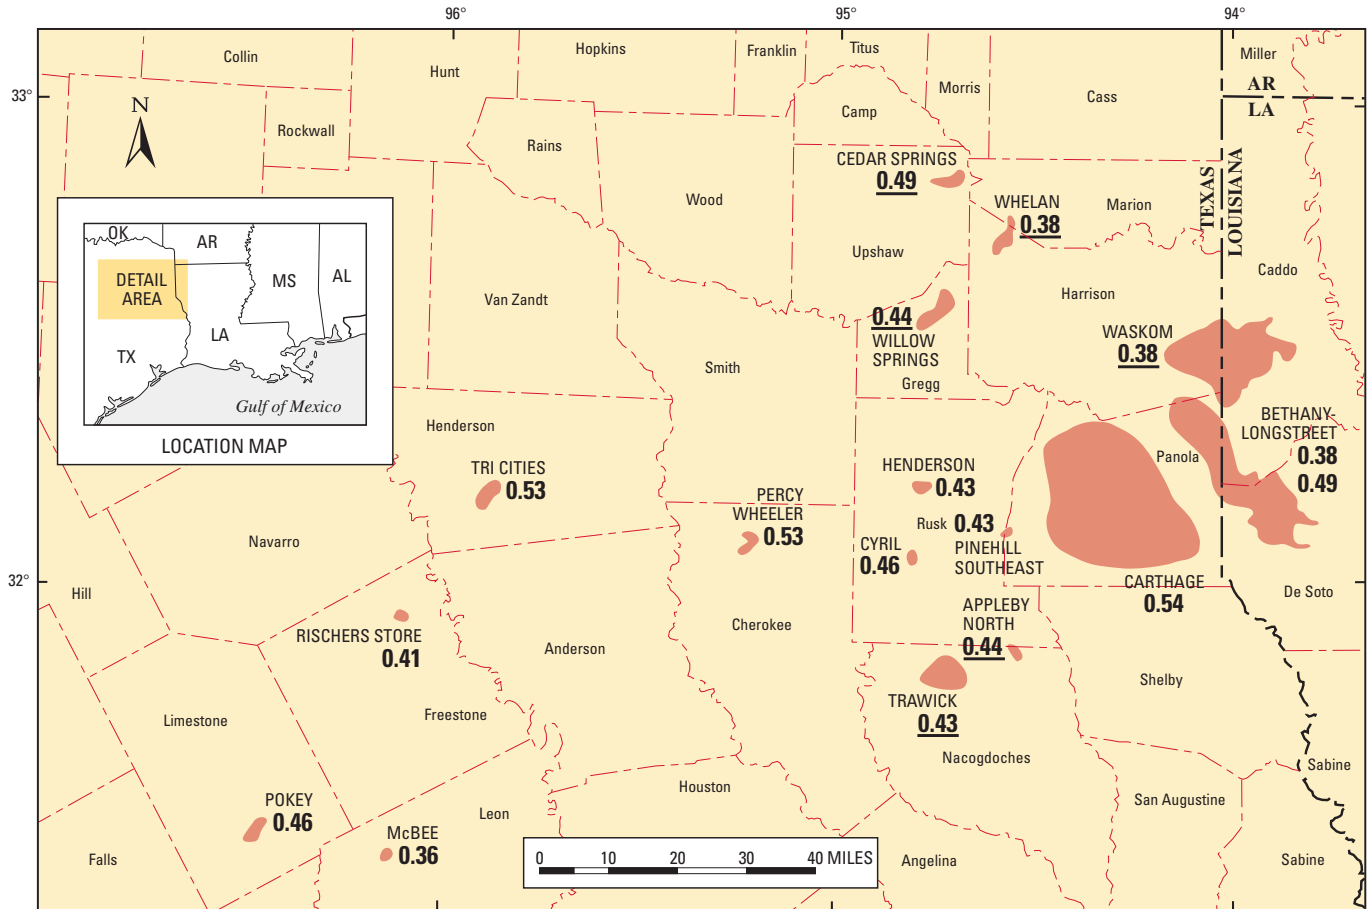 96°
95°
94°
33°
32°
Collin
Hunt
Hopkins
Franklin
Titus
Morris
Cass
Miller
AR
LA
N
Rockwall
Rains
Camp
Wood
CEDAR SPRINGS
0.49
WHELAN
0.38
Marion
TEXAS
LOUISIANA
Upshaw
Caddo
Harrison
Van Zandt
0.44
WILLOW
SPRINGS
WASKOM
0.38
Smith
Gregg
OK
AR
DETAIL
AREA
MS
AL
LA
TX
Gulf of Mexico
LOCATION MAP
Henderson
BETHANY-
LONGSTREET
0.38
0.49
Panola
TRI CITIES
0.53
HENDERSON
0.43
PERCY
WHEELER
0.53
Rusk
0.43
PINEHILL
SOUTHEAST
CYRIL
0.46
Navarro
Hill
CARTHAGE
0.54
De Soto
APPLEBY
NORTH
0.44
RISCHERS STORE
0.41
Cherokee
Anderson
Shelby
TRAWICK
0.43
Limestone
Freestone
Nacogdoches
Sabine
Houston
San Augustine
POKEY
0.46
Leon
McBEE
0.36
Falls
0 10 20 30 40 MILES
Angelina
Sabine